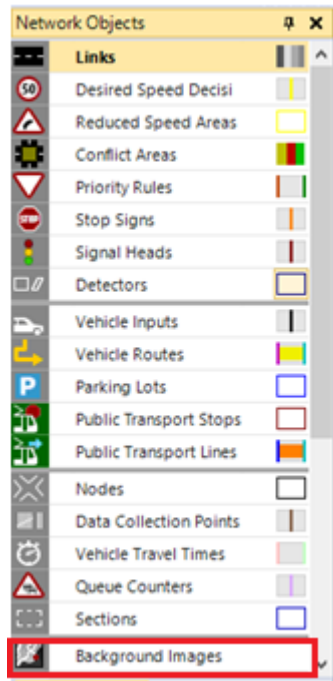 Network Objects
Links
50
Desired Speed Decisi
Reduced Speed Areas
Conflict Areas
Priority Rules
STOP
Stop Signs
Signal Heads
Detectors
Vehicle Inputs
Vehicle Routes
P
Parking Lots
Public Transport Stops
Public Transport Lines
Nodes
Data Collection Points
Vehicle Travel Times
Queue Counters
Sections
Background Images